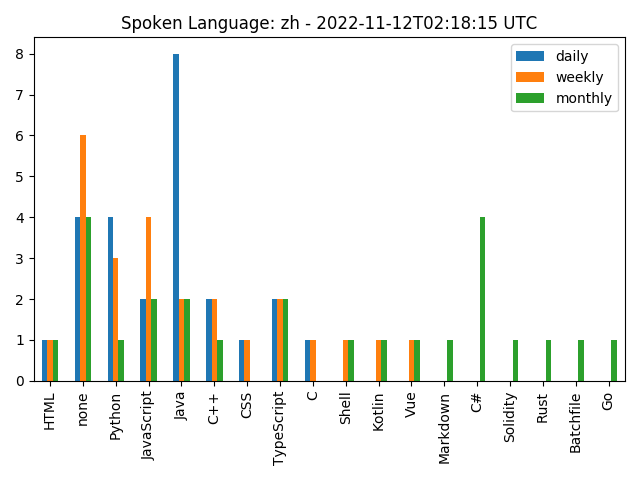 Spoken Language: zh - 2022-11-12T02:18:15 UTC
daily
weekly
monthly
8
7
6
5
4
3
2
1
0
HTML
none
Python
JavaScript
Java
C++
CSS
TypeScript
C
Shell
Kotlin
Vue
Markdown
C#
Solidity
Rust
Batchfile
Go